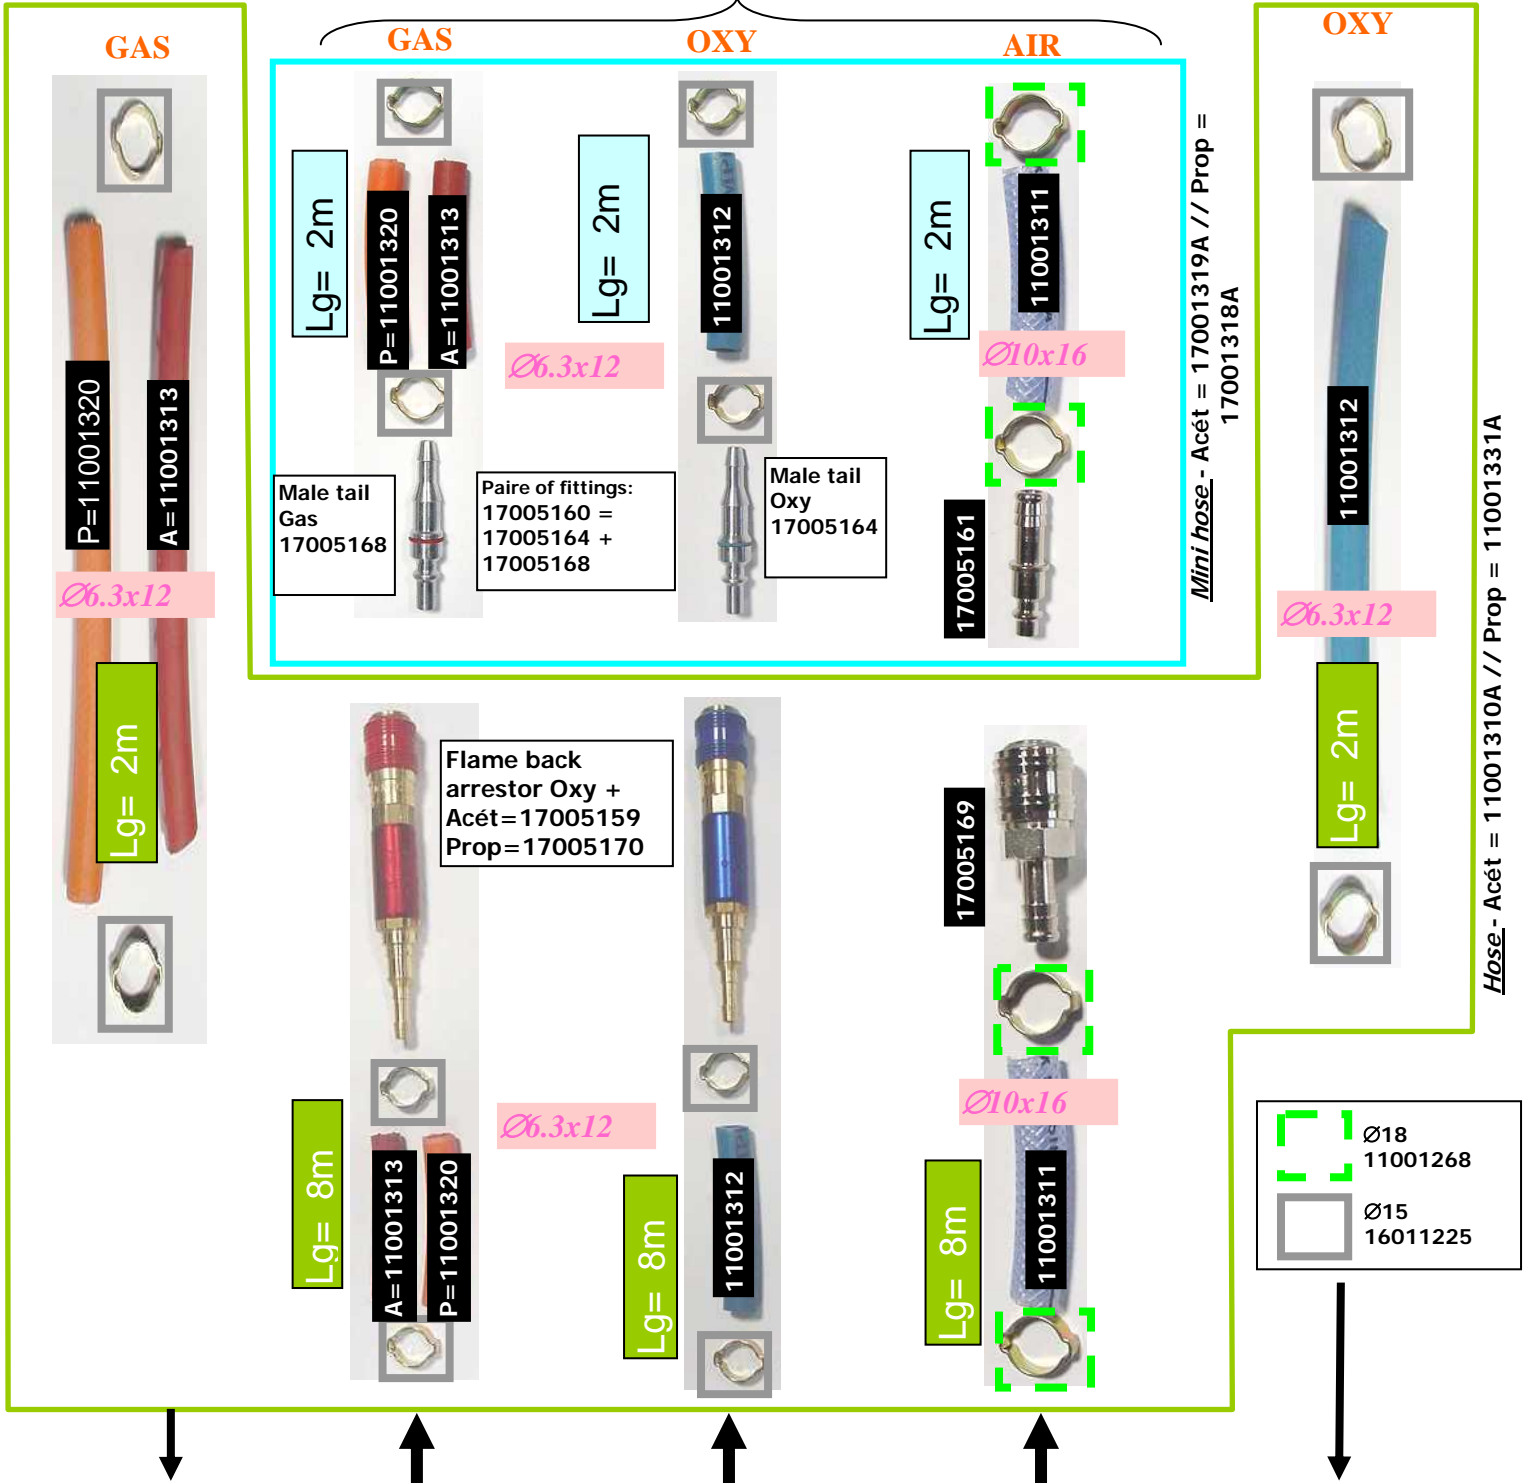 GAS
P=11001320
A=11001313
Ø6.3x12
Lg= 2m
GAS
OXY
AIR
Lg= 2m
P=11001320
A=11001313
Ø6.3x12
Lg= 2m
11001312
Lg= 2m
11001311
Ø10x16
Male tail
Gas
17005168
Paire of fittings:
17005160 =
17005164 +
17005168
Male tail
Oxy
17005164
17005161
Mini hose - Acét = 17001319A // Prop =
17001318A
OXY
11001312
Ø6.3x12
Lg= 2m
Hose - Acét = 11001310A // Prop = 11001331A
Flame back
arrestor Oxy +
Acét=17005159
Prop=17005170
17005169
Lg= 8m
A=11001313
P=11001320
Ø6.3x12
Lg= 8m
11001312
Ø10x16
Lg= 8m
11001311
Ø18
11001268
Ø15
16011225